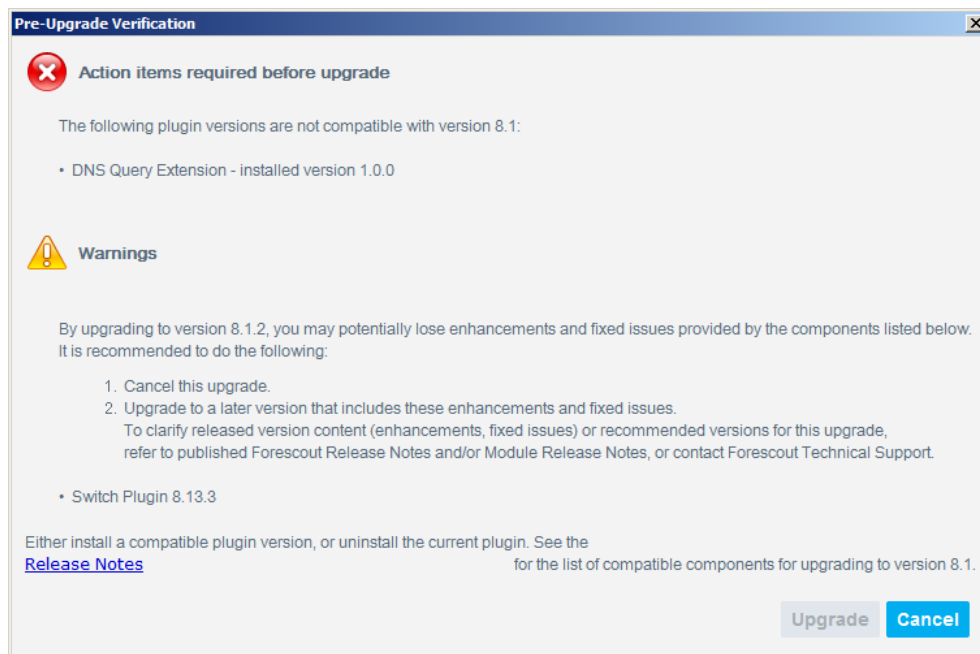 Pre-Upgrade Verification
Action items required before upgrade
The following plugin versions are not compatible with version 8.1:
• DNS Query Extension - installed version 1.0.0
Warnings
By upgrading to version 8.1.2, you may potentially lose enhancements and fixed issues provided by the components listed below.
It is recommended to do the following:
1. Cancel this upgrade.
2. Upgrade to a later version that includes these enhancements and fixed issues.
To clarify released version content (enhancements, fixed issues) or recommended versions for this upgrade,
refer to published Forescout Release Notes and/or Module Release Notes, or contact Forescout Technical Support.
• Switch Plugin 8.13.3
Either install a compatible plugin version, or uninstall the current plugin. See the
Release Notes for the list of compatible components for upgrading to version 8.1.
Upgrade Cancel